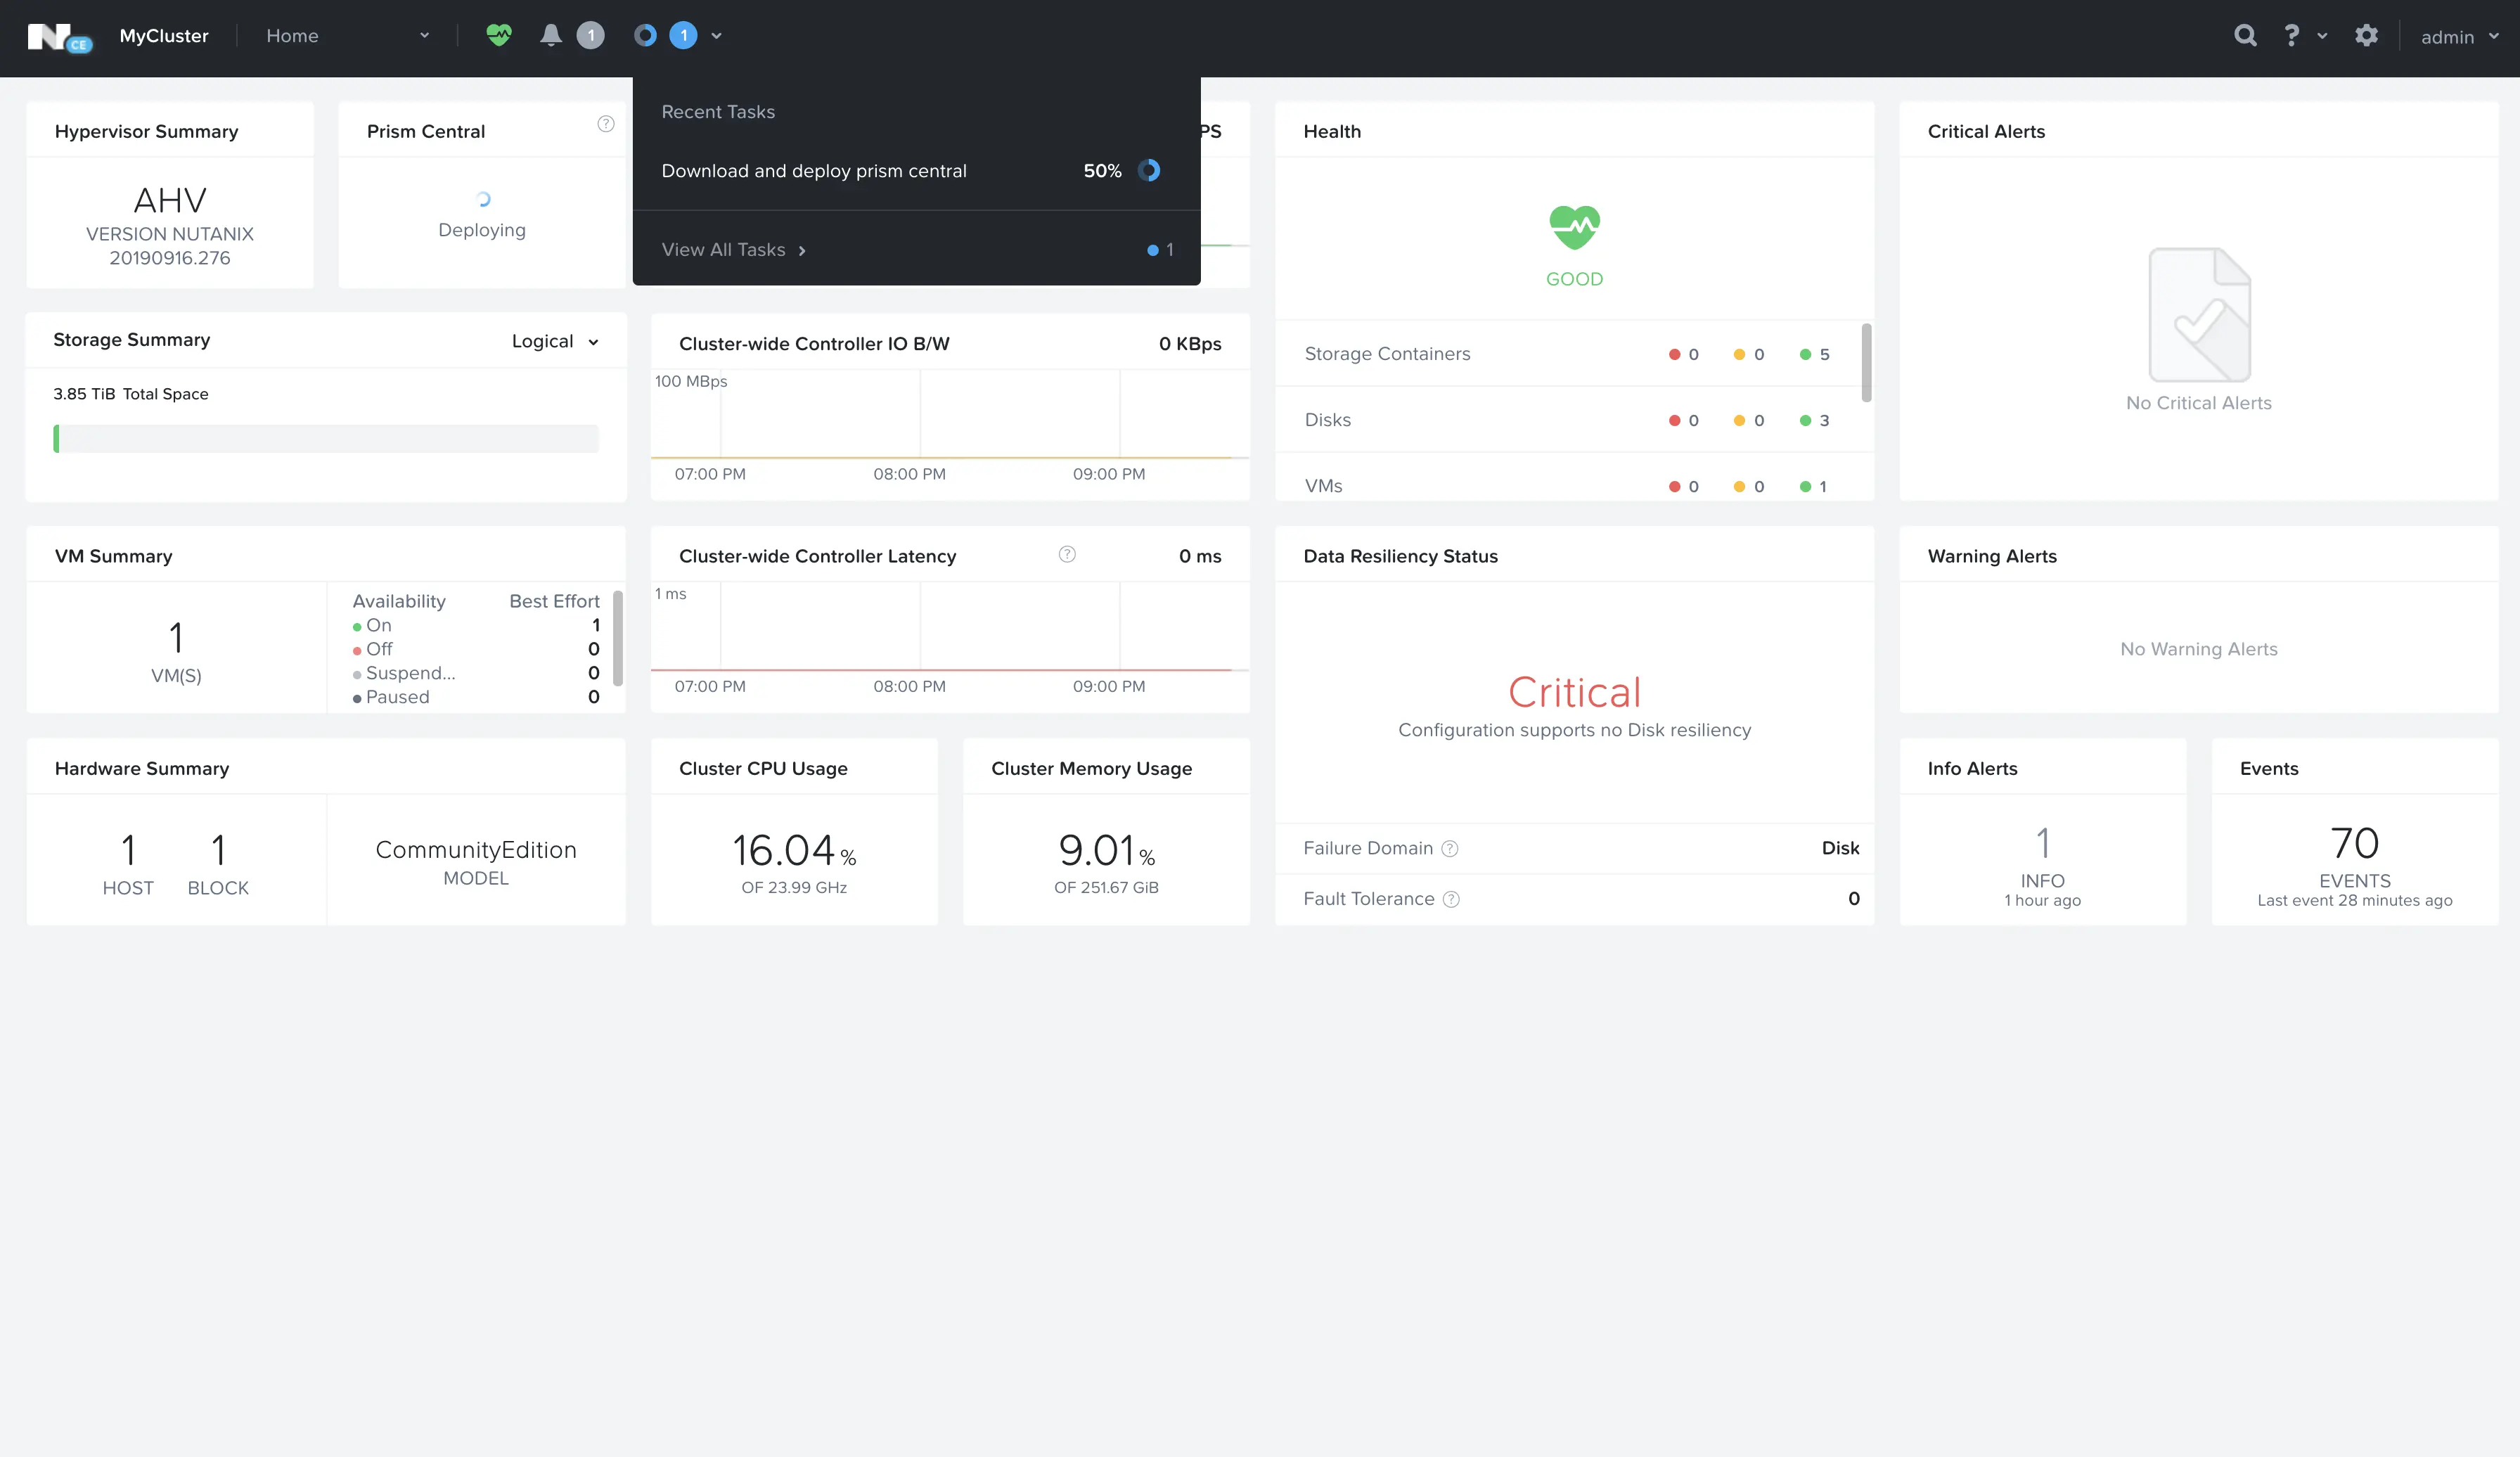 N CE
MyCluster
Home
1
1
?
admin
Hypervisor Summary
AHV
VERSION NUTANIX
20190916.276
Prism Central
?
Deploying
Recent Tasks
Download and deploy prism central 50%
View All Tasks
1
PS
Storage Summary
Logical
3.85 TiB Total Space
Cluster-wide Controller IO B/W
0 KBps
100 MBps
07:00 PM 08:00 PM 09:00 PM
Health
GOOD
Storage Containers 0 0 5
Disks 0 0 3
VMs 0 0 1
Critical Alerts
No Critical Alerts
VM Summary
1
VM(S)
Availability Best Effort
On 1
Off 0
Suspend... 0
Paused 0
Cluster-wide Controller Latency
?
0 ms
1 ms
07:00 PM 08:00 PM 09:00 PM
Data Resiliency Status
Critical
Configuration supports no Disk resiliency
Failure Domain ? Disk
Fault Tolerance ? 0
Warning Alerts
No Warning Alerts
Hardware Summary
1
HOST
1
BLOCK
CommunityEdition
MODEL
Cluster CPU Usage
16.04 %
OF 23.99 GHz
Cluster Memory Usage
9.01 %
OF 251.67 GiB
Info Alerts
1
INFO
1 hour ago
Events
70
EVENTS
Last event 28 minutes ago